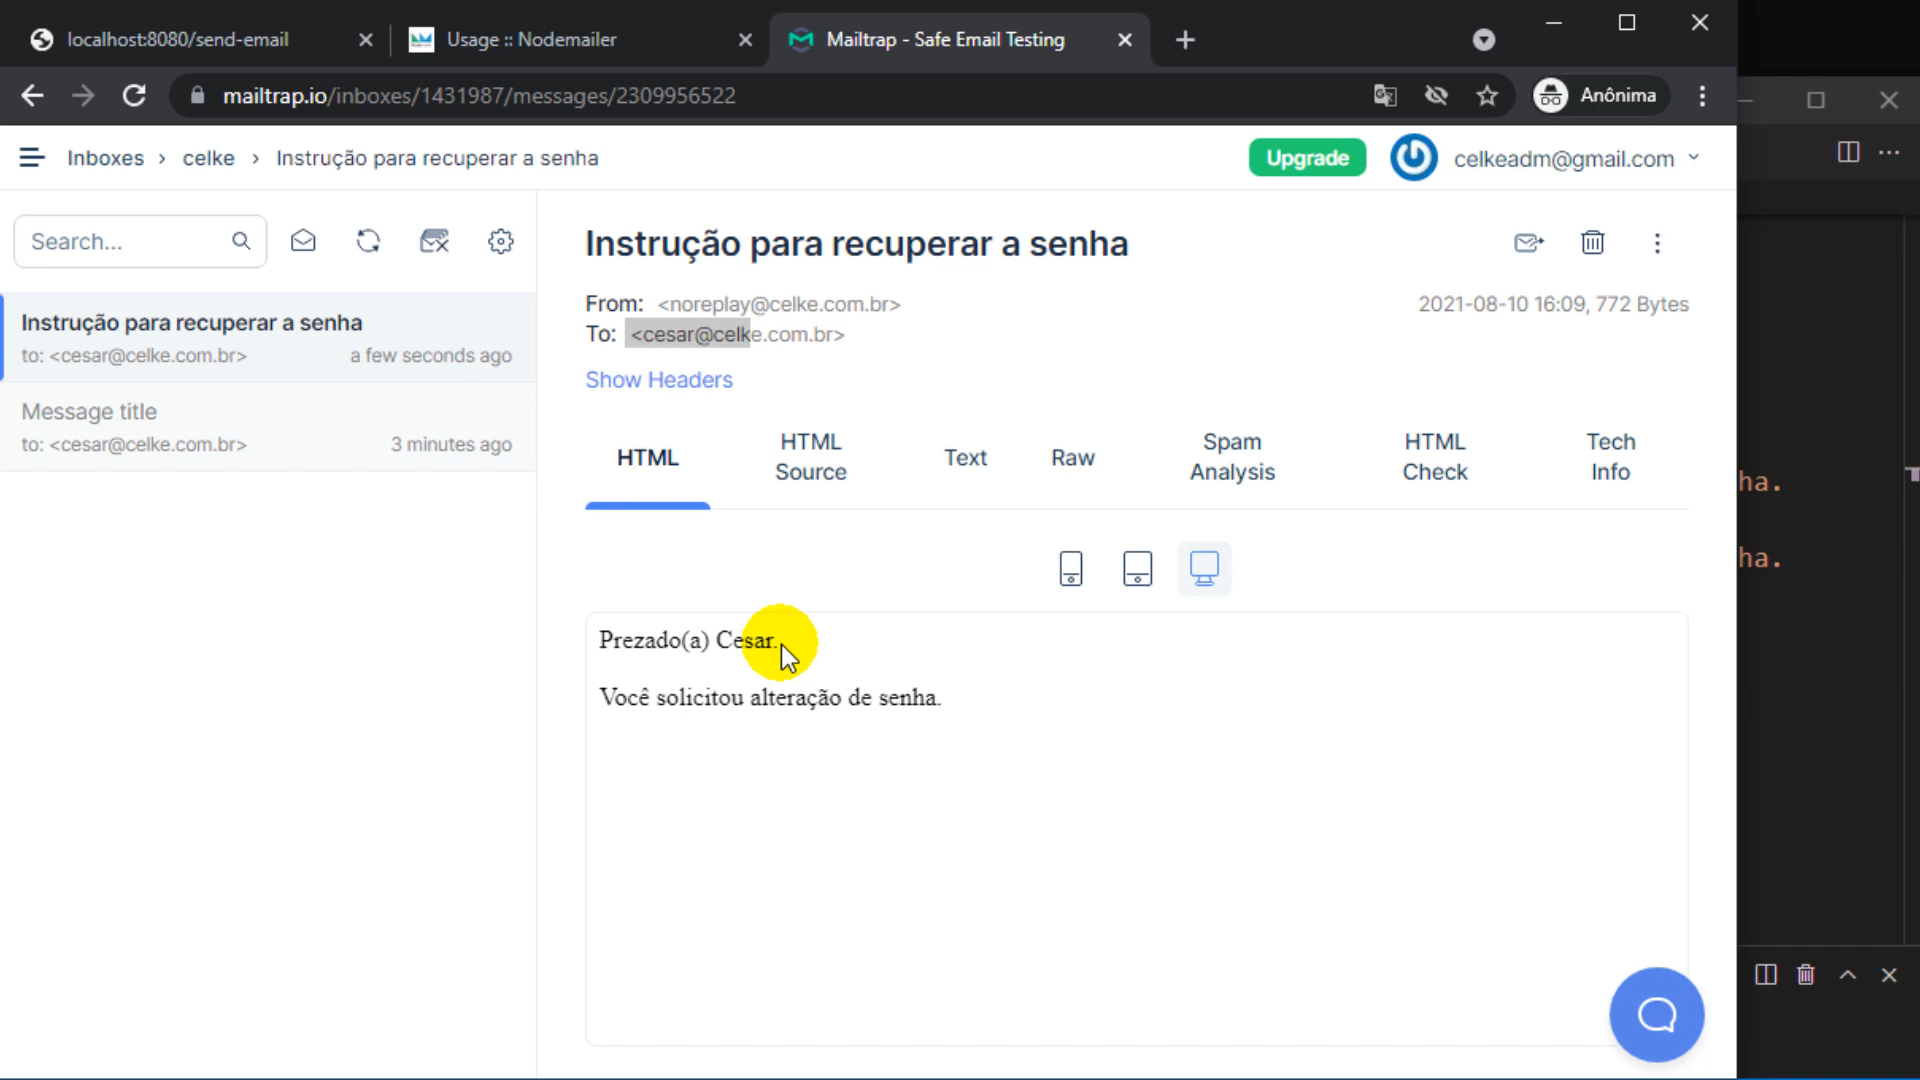 localhost:8080/send-email
Usage :: Nodemailer
Mailtrap - Safe Email Testing
mailtrap.io/inboxes/1431987/messages/2309956522
Anônima
Inboxes › celke › Instrução para recuperar a senha
Upgrade
celkeadm@gmail.com
Search...
Instrução para recuperar a senha
to: <cesar@celke.com.br>
a few seconds ago
Message title
to: <cesar@celke.com.br>
3 minutes ago
Instrução para recuperar a senha
From: <noreplay@celke.com.br>
2021-08-10 16:09, 772 Bytes
To: <cesar@celke.com.br>
Show Headers
HTML
HTML
Source
Text
Raw
Spam
Analysis
HTML
Check
Tech
Info
Prezado(a) Cesar.
Você solicitou alteração de senha.
ha.
ha.